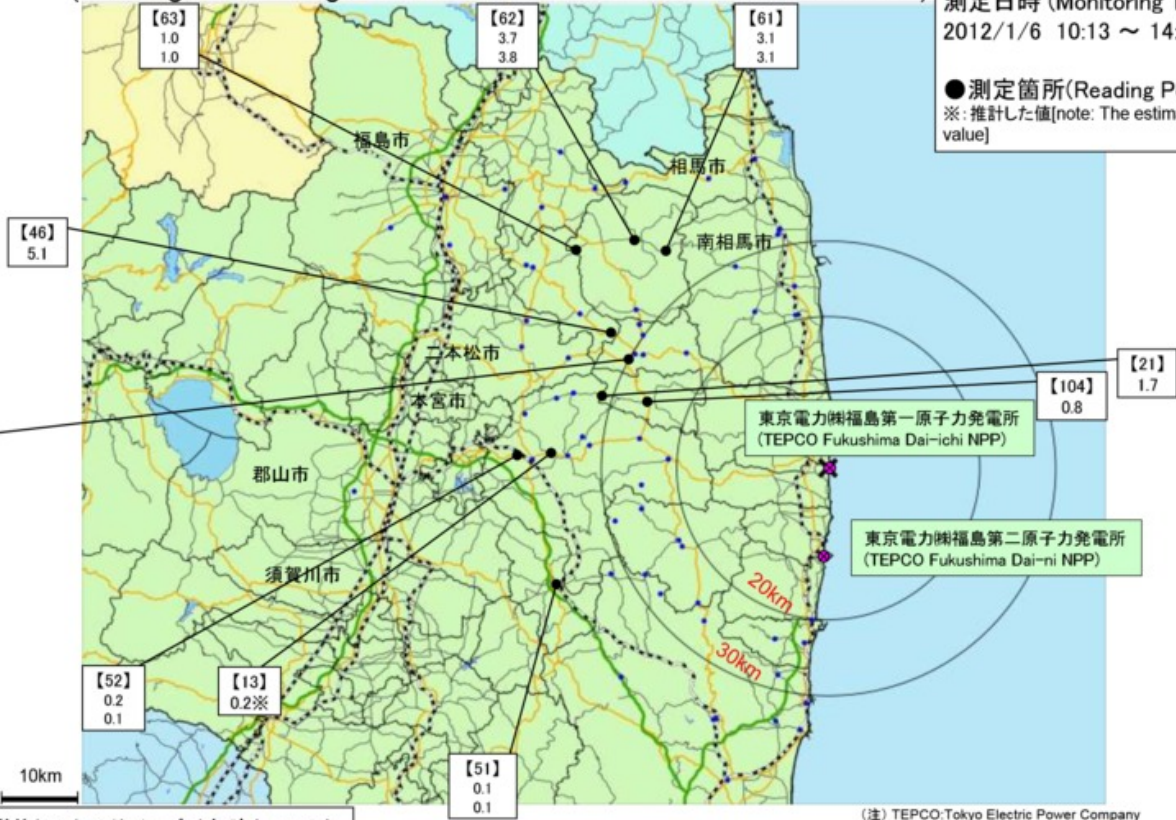 測定日時 (Monitoring
2012/1/6 10:13 ～ 14:
●測定箇所(Reading P
※：推計した値[note: The estim
value]
【63】
1.0
1.0
【62】
3.7
3.8
【61】
3.1
3.1
福島市
相馬市
【46】
5.1
南相馬市
二本松市
本宮市
【21】
1.7
【104】
0.8
東京電力㈱福島第一原子力発電所
(TEPCO Fukushima Dai-ichi NPP)
郡山市
東京電力㈱福島第二原子力発電所
(TEPCO Fukushima Dai-ni NPP)
須賀川市
20km
30km
【52】
0.2
0.1
【13】
0.2※
【51】
0.1
0.1
10km
(注) TEPCO:Tokyo Electric Power Company